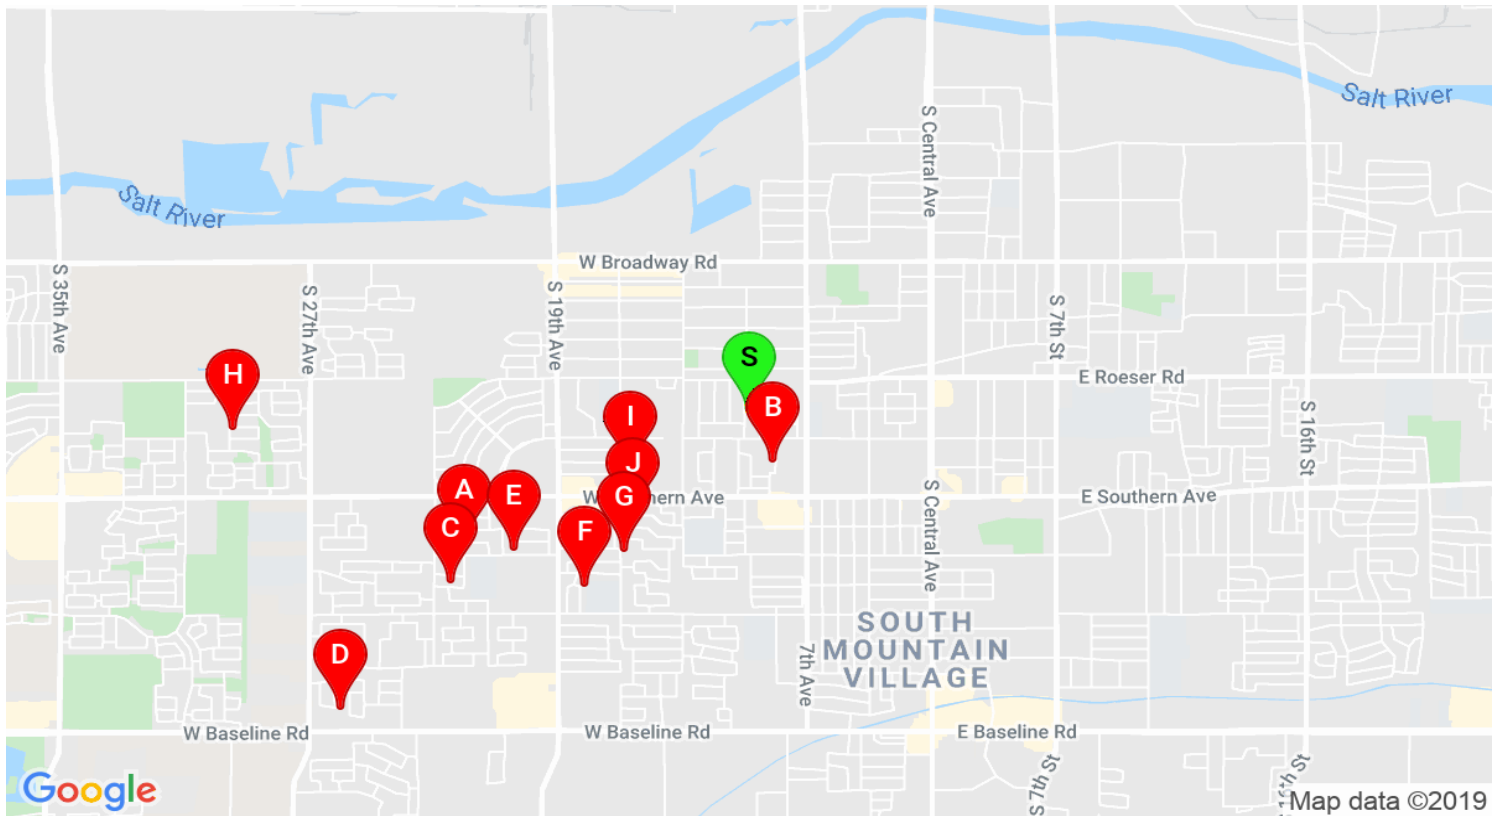 Salt River
S Central Ave
Salt River
W Broadway Rd
S 35th Ave
S 27th Ave
S 19th Ave
S 7th St
S
H
E Roeser Rd
B
I
S 16th St
J
A
E
G
E Southern Ave
C
F
S Central Ave
SOUTH
MOUNTAIN
VILLAGE
D
7th Ave
W Baseline Rd
W Baseline Rd
E Baseline Rd
S 7th St
Google
Map data ©2019